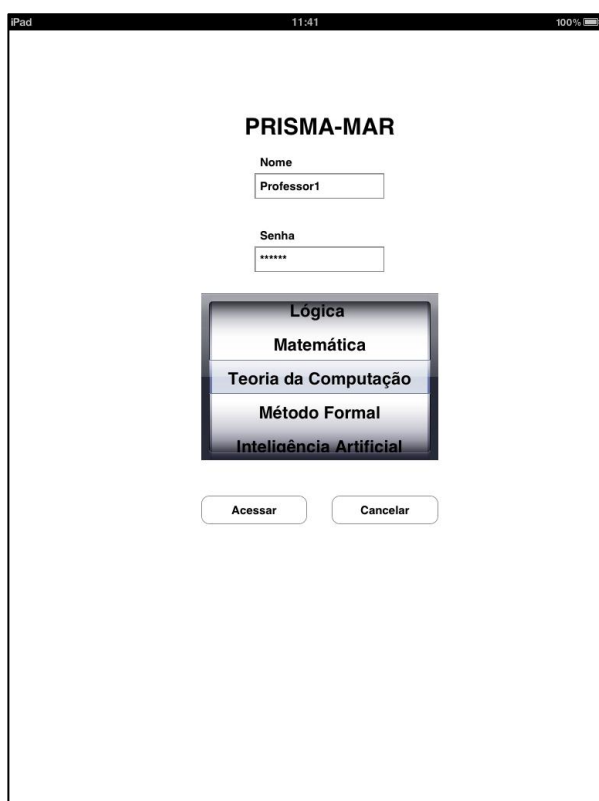 iPad 11:41 100%
PRISMA-MAR
Nome
Professor1
Senha
******
Lógica
Matemática
Teoria da Computação
Método Formal
Inteligência Artificial
Acessar Cancelar